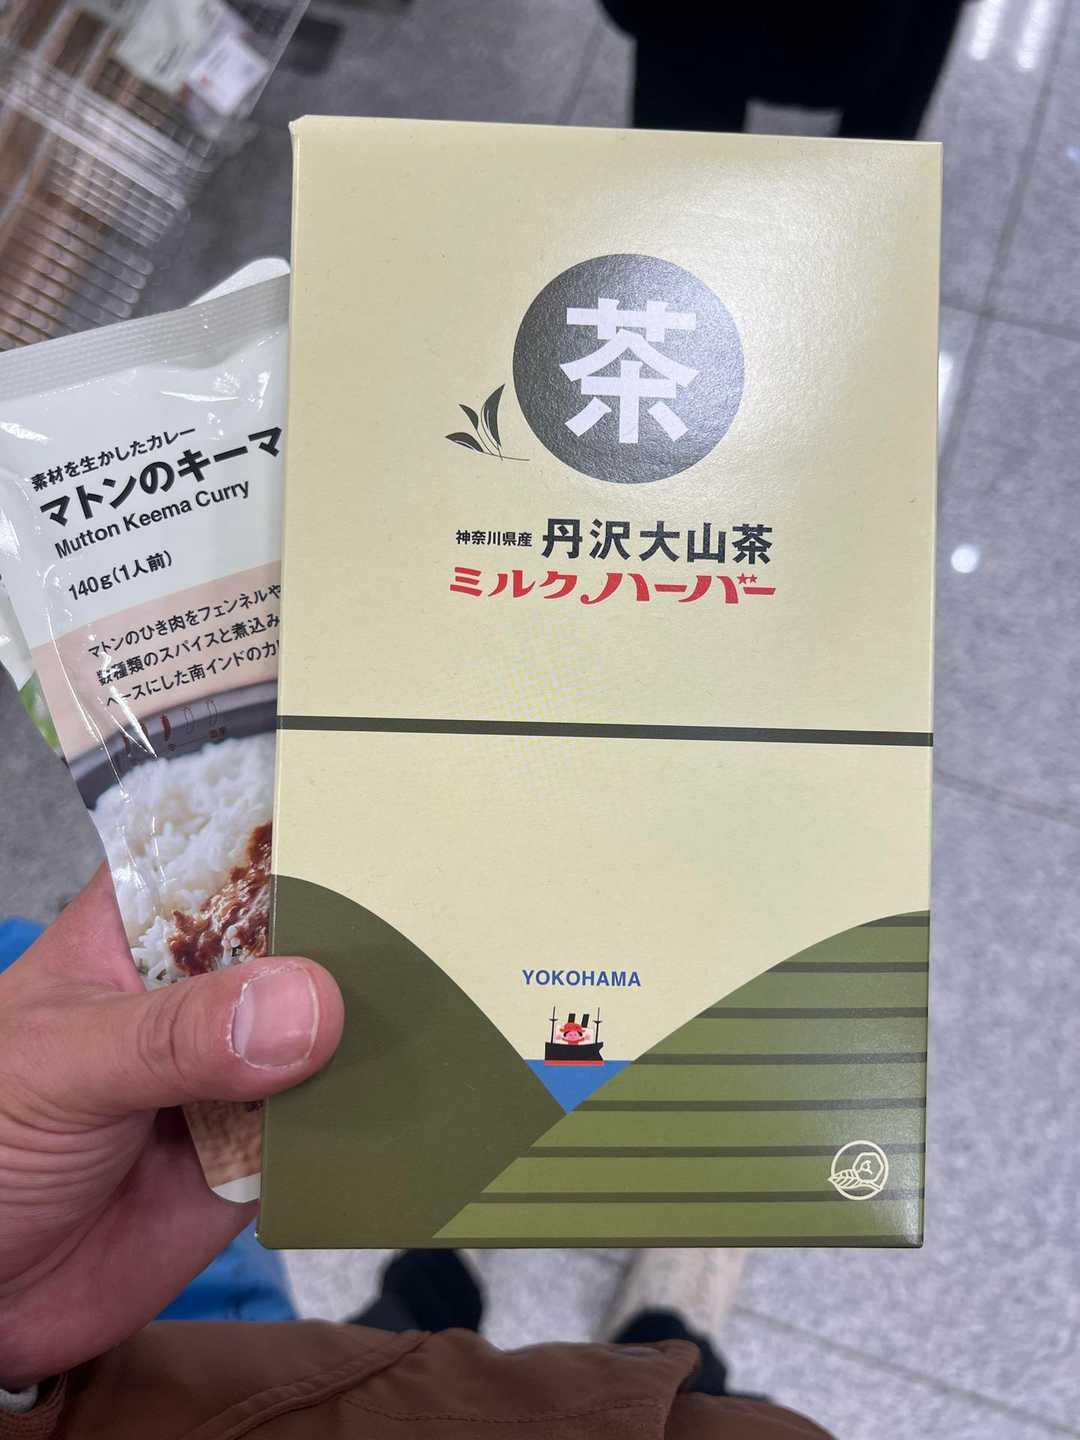 茶
神奈川県産 丹沢大山茶
ミルクハーバー
YOKOHAMA
素材を生かしたカレー
マトンのキーマ
Mutton Keema Curry
140g(1人前)
マトンのひき肉をフェンネルや
数種類のスパイスと煮込み
ベースにした南インドのカ